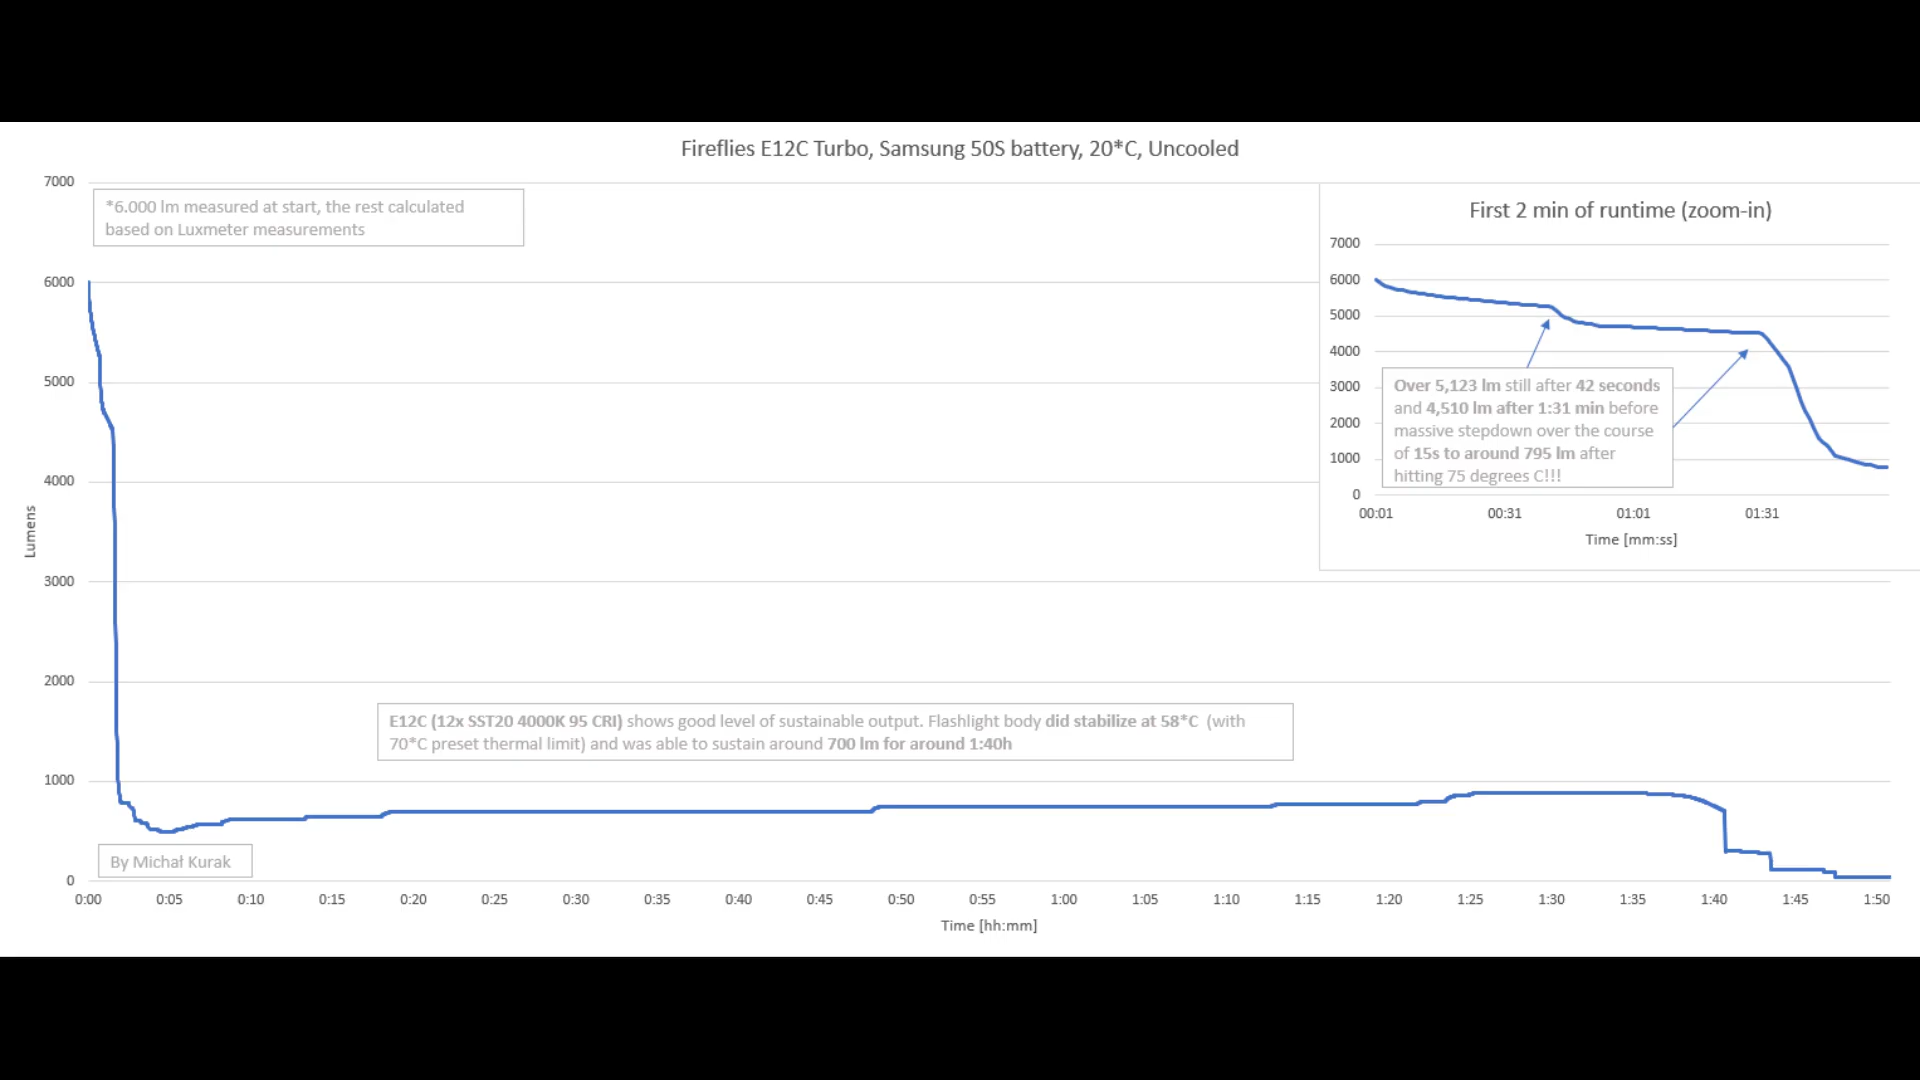 Fireflies E12C Turbo, Samsung 50S battery, 20*C, Uncooled
7000
6000
5000
4000
3000
2000
1000
0
Lumens
*6.000 lm measured at start, the rest calculated
based on Luxmeter measurements
First 2 min of runtime (zoom-in)
7000
6000
5000
4000
3000
2000
1000
0
Over 5,123 lm still after 42 seconds
and 4,510 lm after 1:31 min before
massive stepdown over the course
of 15s to around 795 lm after
hitting 75 degrees C!!!
00:01 00:31 01:01 01:31
Time [mm:ss]
E12C (12x SST20 4000K 95 CRI) shows good level of sustainable output. Flashlight body did stabilize at 58*C (with
70*C preset thermal limit) and was able to sustain around 700 lm for around 1:40h
By Michał Kurak
0:00 0:05 0:10 0:15 0:20 0:25 0:30 0:35 0:40 0:45 0:50 0:55 1:00 1:05 1:10 1:15 1:20 1:25 1:30 1:35 1:40 1:45 1:50
Time [hh:mm]